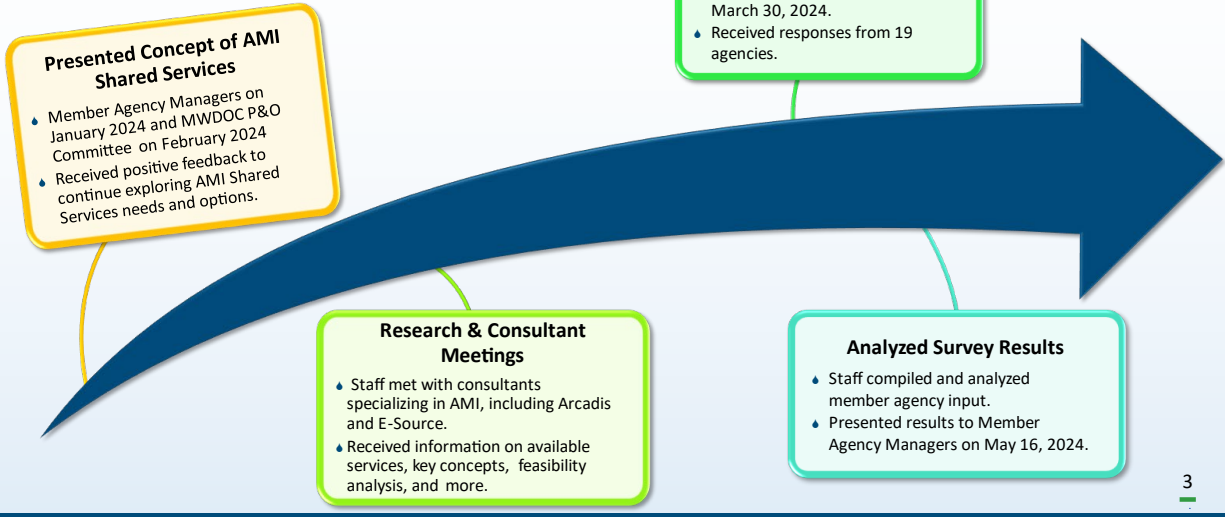 Presented Concept of AMI
Shared Services
Member Agency Managers on
January 2024 and MWDOC P&O
Committee on February 2024
Received positive feedback to
continue exploring AMI Shared
Services needs and options.
Research & Consultant
Meetings
Staff met with consultants
specializing in AMI, including Arcadis
and E-Source.
Received information on available
services, key concepts, feasibility
analysis, and more.
March 30, 2024.
Received responses from 19
agencies.
Analyzed Survey Results
Staff compiled and analyzed
member agency input.
Presented results to Member
Agency Managers on May 16, 2024.
3